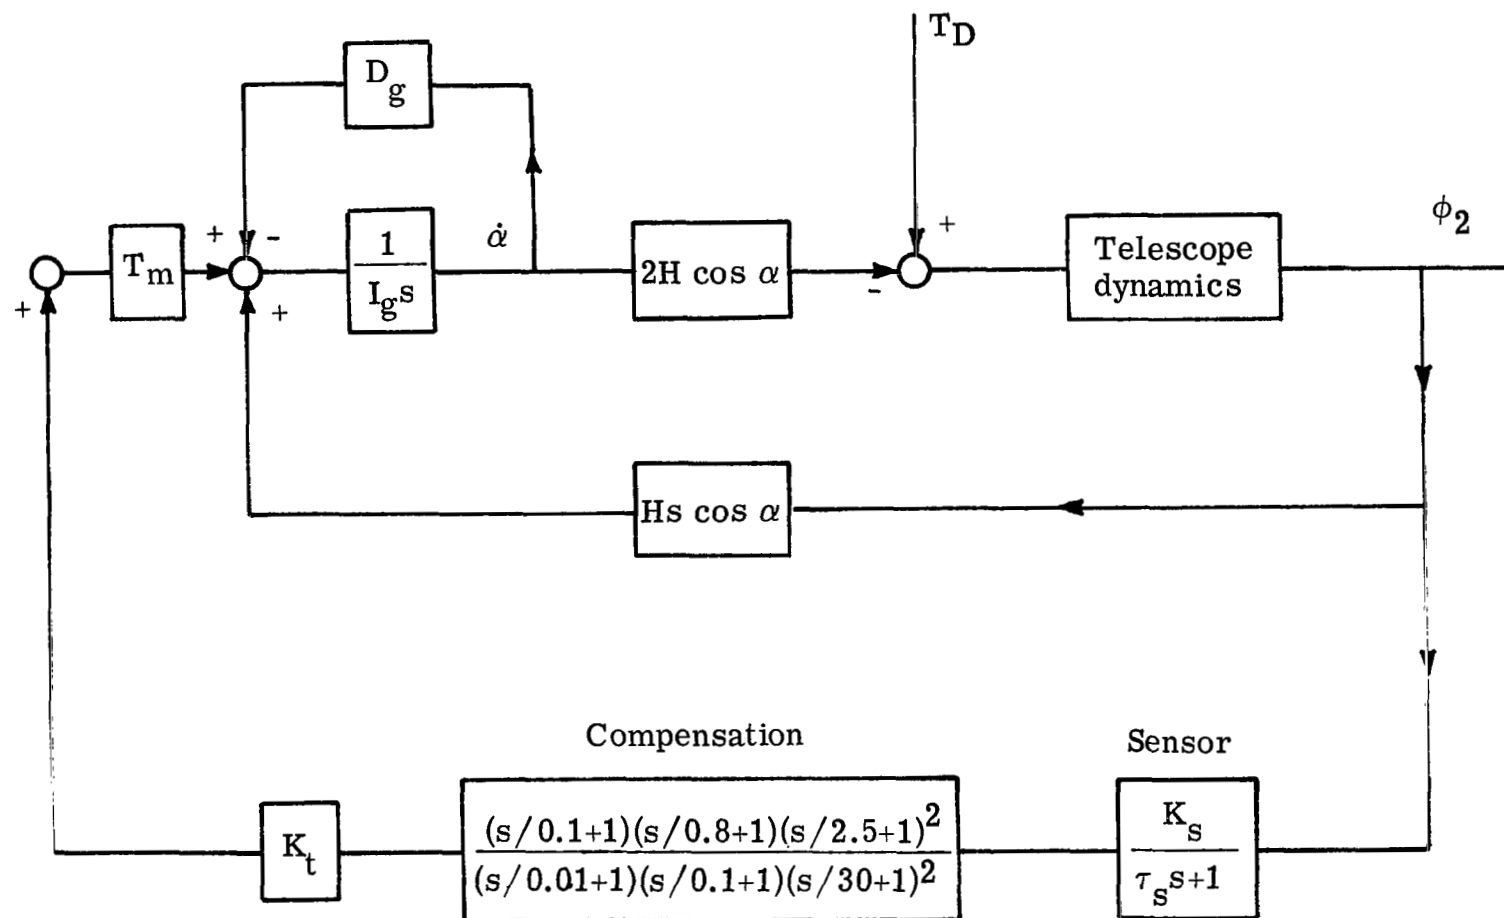 T_D
D_g
ϕ_2
+
-
α̇
+
T_m
1
I_g s
2H cos α
-
Telescope
dynamics
+
+
Hs cos α
Compensation
Sensor
K_t
(s/0.1+1)(s/0.8+1)(s/2.5+1)^2
(s/0.01+1)(s/0.1+1)(s/30+1)^2
K_s
τ_s s+1